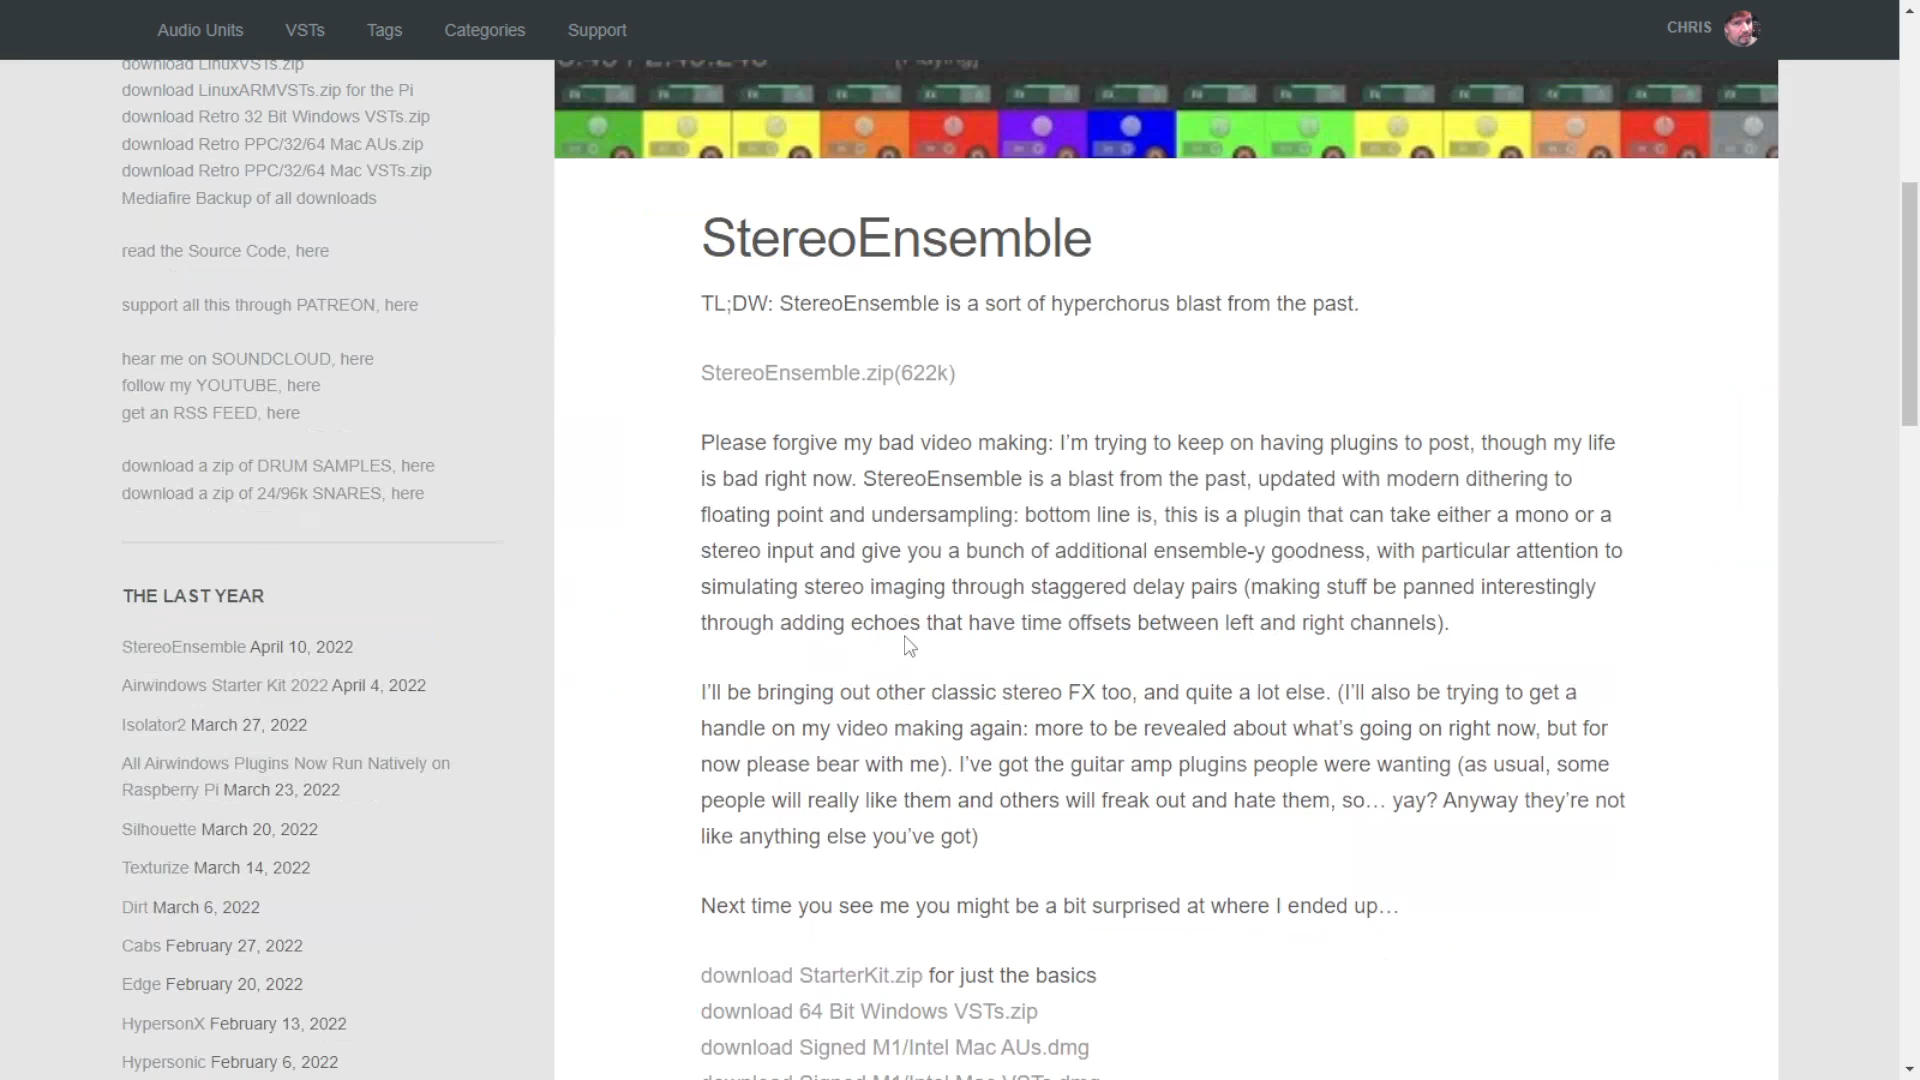 Audio Units
VSTs
Tags
Categories
Support
CHRIS
download LinuxVSTs.zip
download LinuxARMVSTs.zip for the Pi
download Retro 32 Bit Windows VSTs.zip
download Retro PPC/32/64 Mac AUs.zip
download Retro PPC/32/64 Mac VSTs.zip
Mediafire Backup of all downloads
read the Source Code, here
support all this through PATREON, here
hear me on SOUNDCLOUD, here
follow my YOUTUBE, here
get an RSS FEED, here
download a zip of DRUM SAMPLES, here
download a zip of 24/96k SNARES, here
THE LAST YEAR
StereoEnsemble April 10, 2022
Airwindows Starter Kit 2022 April 4, 2022
Isolator2 March 27, 2022
All Airwindows Plugins Now Run Natively on
Raspberry Pi March 23, 2022
Silhouette March 20, 2022
Texturize March 14, 2022
Dirt March 6, 2022
Cabs February 27, 2022
Edge February 20, 2022
HypersonX February 13, 2022
Hypersonic February 6, 2022
StereoEnsemble
TL;DW: StereoEnsemble is a sort of hyperchorus blast from the past.
StereoEnsemble.zip(622k)
Please forgive my bad video making: I'm trying to keep on having plugins to post, though my life
is bad right now. StereoEnsemble is a blast from the past, updated with modern dithering to
floating point and undersampling: bottom line is, this is a plugin that can take either a mono or a
stereo input and give you a bunch of additional ensemble-y goodness, with particular attention to
simulating stereo imaging through staggered delay pairs (making stuff be panned interestingly
through adding echoes that have time offsets between left and right channels).
I'll be bringing out other classic stereo FX too, and quite a lot else. (I'll also be trying to get a
handle on my video making again: more to be revealed about what's going on right now, but for
now please bear with me). I've got the guitar amp plugins people were wanting (as usual, some
people will really like them and others will freak out and hate them, so… yay? Anyway they're not
like anything else you've got)
Next time you see me you might be a bit surprised at where I ended up…
download StarterKit.zip for just the basics
download 64 Bit Windows VSTs.zip
download Signed M1/Intel Mac AUs.dmg
download Signed M1/Intel Mac VSTs.dmg